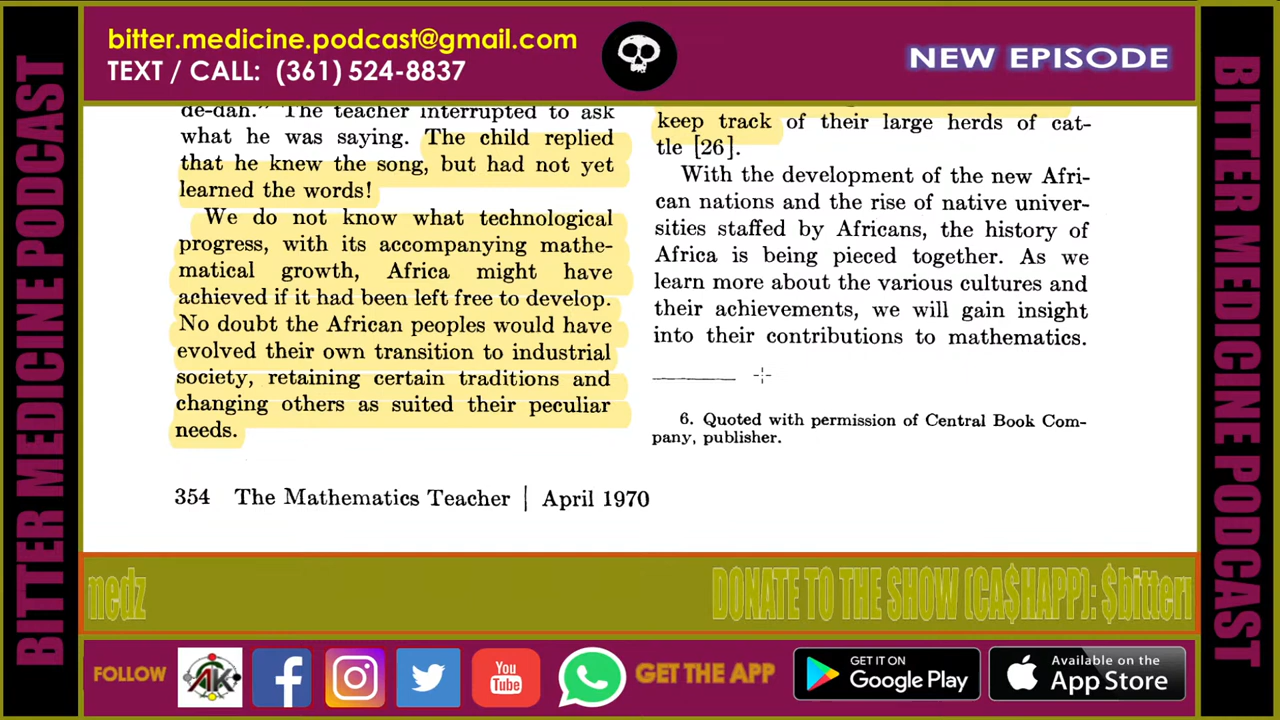 bitter.medicine.podcast@gmail.com
TEXT / CALL: (361) 524-8837
NEW EPISODE
BITTER MEDICINE PODCAST
de-dah." The teacher interrupted to ask
what he was saying. The child replied
that he knew the song, but had not yet
learned the words!
We do not know what technological
progress, with its accompanying mathe-
matical growth, Africa might have
achieved if it had been left free to develop.
No doubt the African peoples would have
evolved their own transition to industrial
society, retaining certain traditions and
changing others as suited their peculiar
needs.
keep track of their large herds of cat-
tle [26].
With the development of the new Afri-
can nations and the rise of native univer-
sities staffed by Africans, the history of
Africa is being pieced together. As we
learn more about the various cultures and
their achievements, we will gain insight
into their contributions to mathematics.
6. Quoted with permission of Central Book Com-
pany, publisher.
354 The Mathematics Teacher | April 1970
BITTER MEDICINE PODCAST
nedz
DONATE TO THE SHOW (CA$HAPP): $bitter
FOLLOW
ATK
You
Tube
GET THE APP
GET IT ON
Google Play
Available on the
App Store